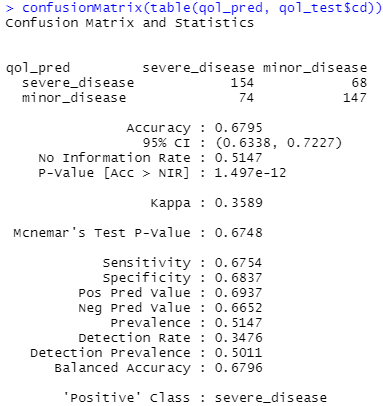 > confusionMatrix(table(qol_pred, qol_test$cd))
Confusion Matrix and Statistics
qol_pred severe_disease minor_disease
severe_disease 154 68
minor_disease 74 147
Accuracy : 0.6795
95% CI : (0.6338, 0.7227)
No Information Rate : 0.5147
P-Value [Acc > NIR] : 1.497e-12
Kappa : 0.3589
Mcnemar's Test P-Value : 0.6748
Sensitivity : 0.6754
Specificity : 0.6837
Pos Pred Value : 0.6937
Neg Pred Value : 0.6652
Prevalence : 0.5147
Detection Rate : 0.3476
Detection Prevalence : 0.5011
Balanced Accuracy : 0.6796
'Positive' Class : severe_disease